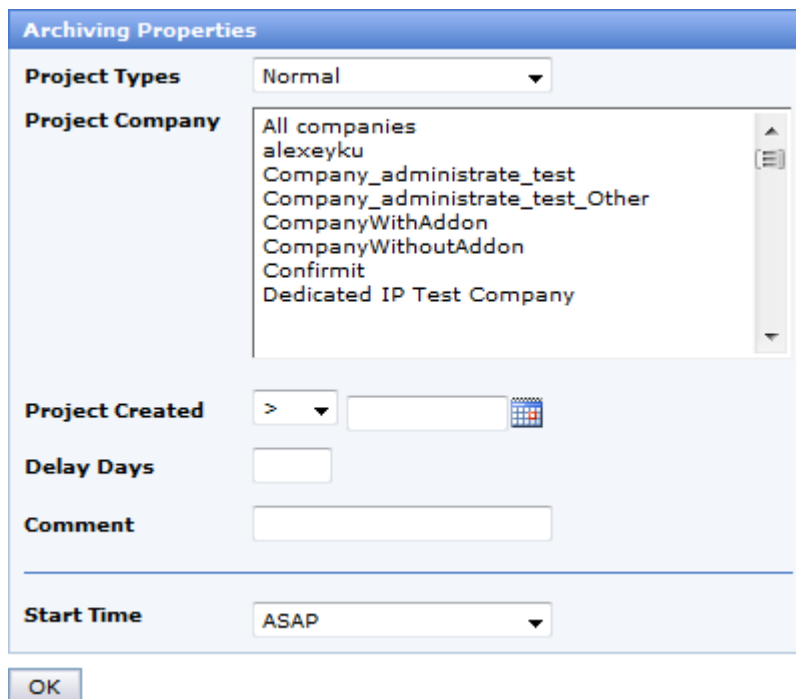 Archiving Properties
Project Types Normal
Project Company All companies
alexeyku
Company_administrate_test
Company_administrate_test_Other
CompanyWithAddon
CompanyWithoutAddon
Confirmit
Dedicated IP Test Company
Project Created >
Delay Days
Comment
Start Time ASAP
OK